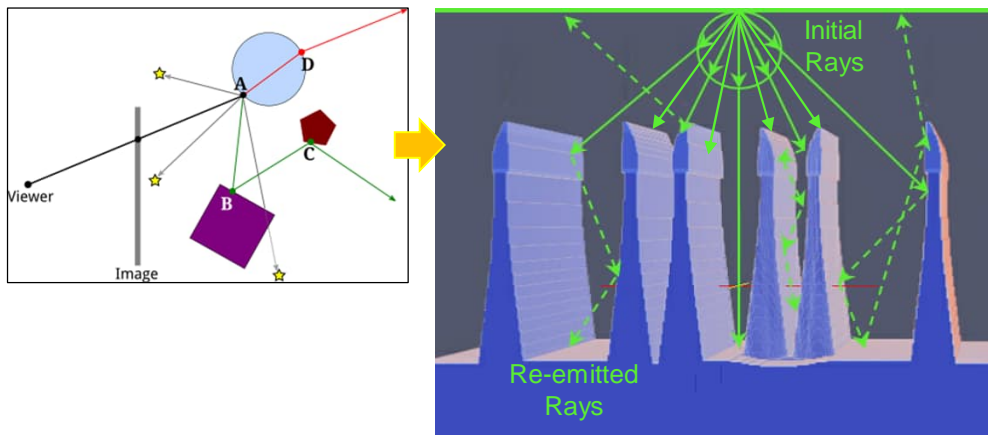 D
A
C
Viewer
B
Image
Initial
Rays
Re-emitted
Rays